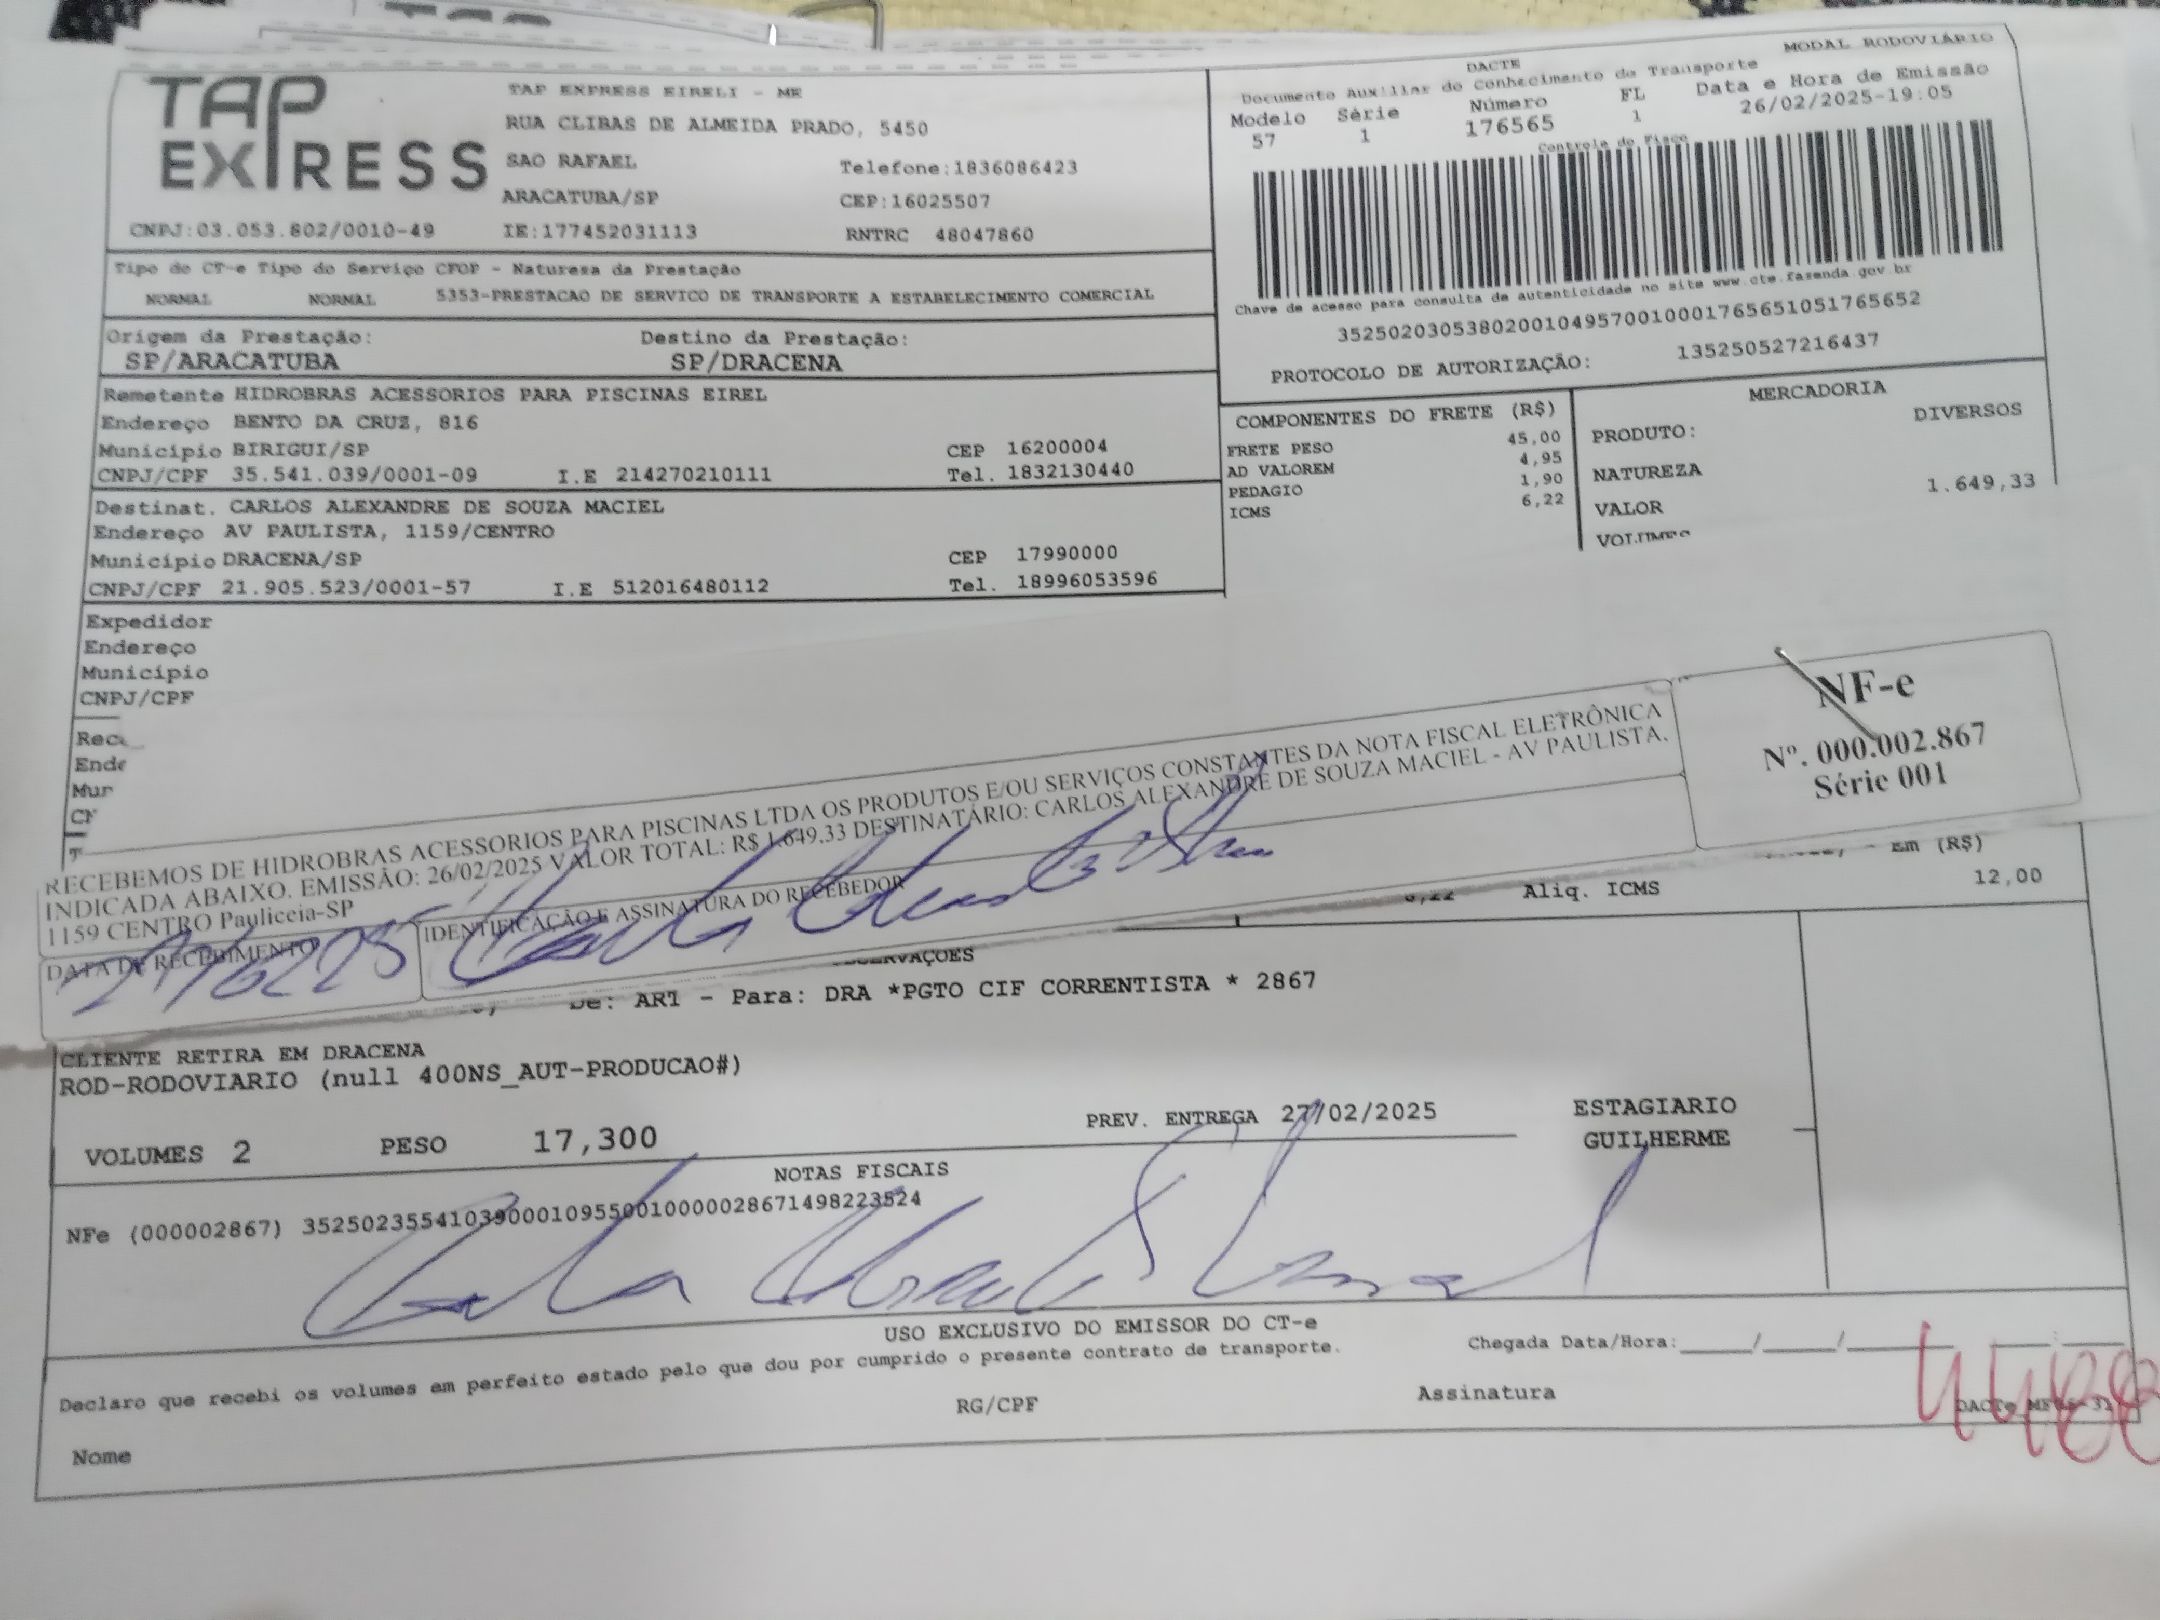 TAP EXPRESS
CNPJ:03.053.802/0010-49
TAP EXPRESS EIRELI - ME
RUA CLIBAS DE ALMEIDA PRADO, 5450
SAO RAFAEL Telefone:1836086423
ARACATUBA/SP CEP:16025507
IE:177452031113 RNTRC 48047860
DACTE MODAL RODOVIÁRIO
Documento Auxiliar do Conhecimento de Transporte
Modelo Série Número FL Data e Hora de Emissão
57 1 176565 1 26/02/2025-19:05
Controle do Fisco
Chave de acesso para consulta de autenticidade no site www.cte.fazenda.gov.br
35250203053802001049570010001765651051765652
PROTOCOLO DE AUTORIZAÇÃO: 135250527216437
Tipo do CT-e Tipo do Serviço CFOP - Natureza da Prestação
NORMAL NORMAL 5353-PRESTACAO DE SERVICO DE TRANSPORTE A ESTABELECIMENTO COMERCIAL
Origem da Prestação: Destino da Prestação:
SP/ARACATUBA SP/DRACENA
Remetente HIDROBRAS ACESSORIOS PARA PISCINAS EIREL
Endereço BENTO DA CRUZ, 816
Município BIRIGUI/SP CEP 16200004
CNPJ/CPF 35.541.039/0001-09 I.E 214270210111 Tel. 1832130440
Destinat. CARLOS ALEXANDRE DE SOUZA MACIEL
Endereço AV PAULISTA, 1159/CENTRO
Município DRACENA/SP CEP 17990000
CNPJ/CPF 21.905.523/0001-57 I.E 512016480112 Tel. 18996053596
COMPONENTES DO FRETE (R$)
FRETE PESO 45,00
AD VALOREM 4,95
PEDAGIO 1,90
ICMS 6,22
MERCADORIA
PRODUTO: DIVERSOS
NATUREZA
VALOR 1.649,33
VOLUMES
Expedidor
Endereço
Município
CNPJ/CPF
RECEBEMOS DE HIDROBRAS ACESSORIOS PARA PISCINAS LTDA OS PRODUTOS E/OU SERVIÇOS CONSTANTES DA NOTA FISCAL ELETRÔNICA
INDICADA ABAIXO. EMISSÃO: 26/02/2025 VALOR TOTAL: R$ 1.649.33 DESTINATÁRIO: CARLOS ALEXANDRE DE SOUZA MACIEL - AV PAULISTA.
1159 CENTRO Pauliceia-SP
DATA DE RECEBIMENTO
IDENTIFICAÇÃO E ASSINATURA DO RECEBEDOR
NF-e
Nº. 000.002.867
Série 001
Em (R$)
6,22 Aliq. ICMS 12,00
OBSERVAÇOES
De: AR1 - Para: DRA *PGTO CIF CORRENTISTA * 2867
CLIENTE RETIRA EM DRACENA
ROD-RODOVIARIO (null 400NS_AUT-PRODUCAO#)
VOLUMES 2 PESO 17,300 PREV. ENTREGA 27/02/2025
ESTAGIARIO
GUILHERME
NOTAS FISCAIS
NFe (000002867) 35250235541039000109550010000028671498223524
USO EXCLUSIVO DO EMISSOR DO CT-e
Declaro que recebi os volumes em perfeito estado pelo que dou por cumprido o presente contrato de transporte.
Chegada Data/Hora:_____/_____/_______ ____:____
Nome RG/CPF Assinatura